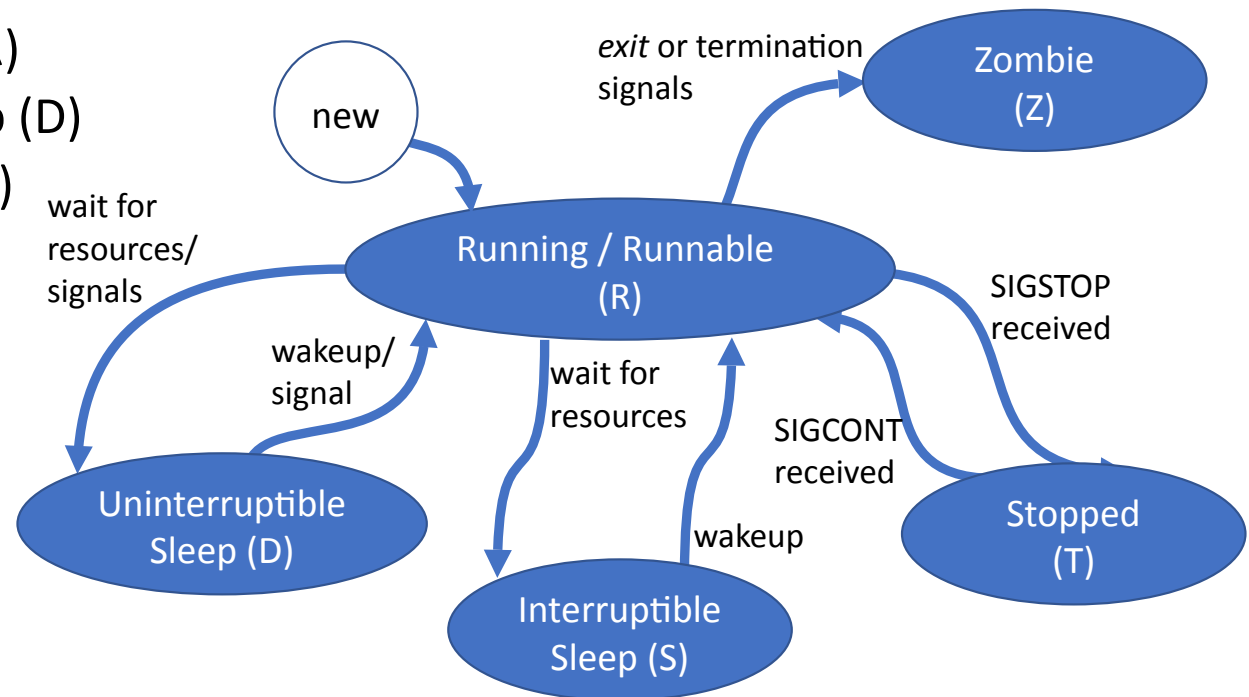 )
(D)
)
new
exit or termination
signals
Zombie
(Z)
wait for
resources/
signals
Running / Runnable
(R)
SIGSTOP
received
wakeup/
signal
wait for
resources
SIGCONT
received
Uninterruptible
Sleep (D)
wakeup
Stopped
(T)
Interruptible
Sleep (S)